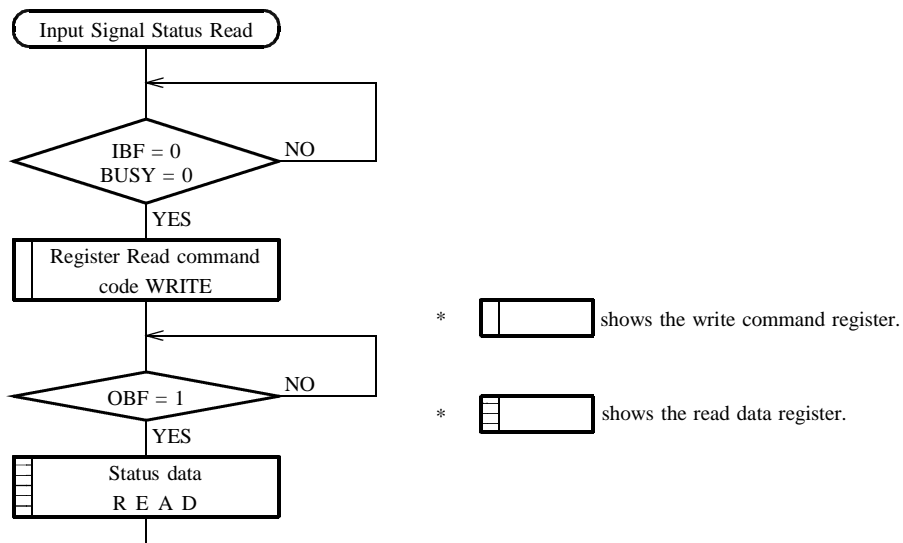 Input Signal Status Read
IBF = 0
BUSY = 0
NO
YES
Register Read command
code WRITE
OBF = 1
NO
YES
Status data
R E A D
* shows the write command register.
* shows the read data register.